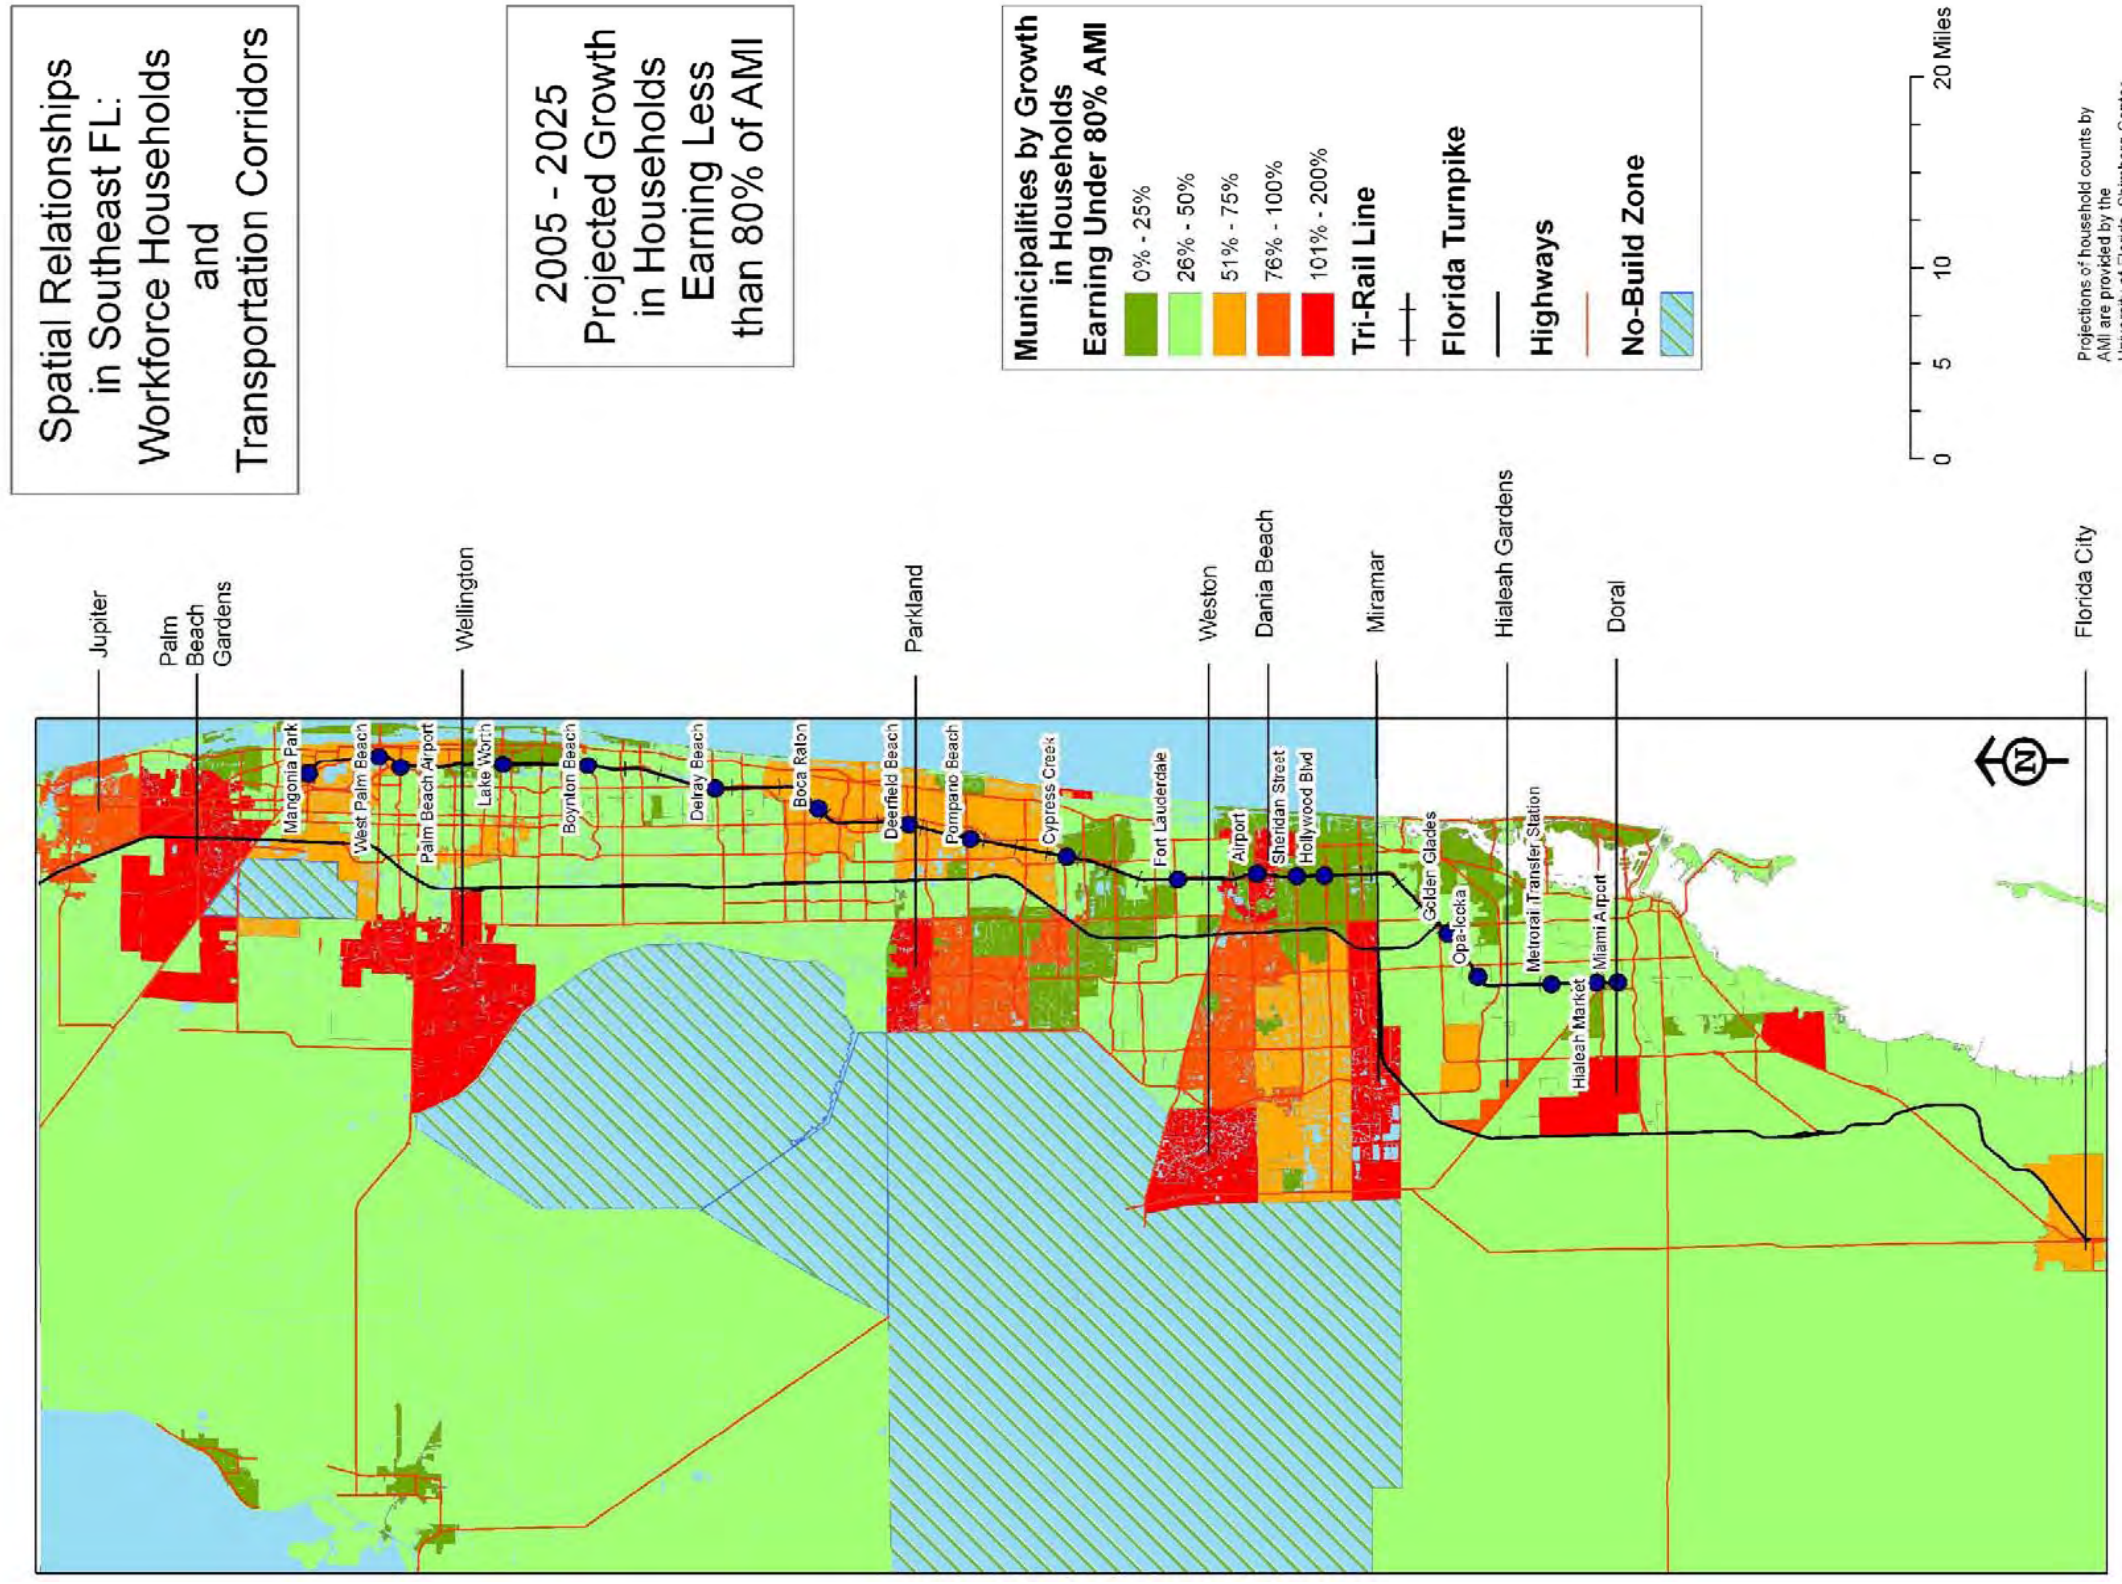 Spatial Relationships
in Southeast FL:
Workforce Households
and
Transportation Corridors
2005 - 2025
Projected Growth
in Households
Earning Less
than 80% of AMI
Municipalities by Growth
in Households
Earning Under 80% AMI
0% - 25%
26% - 50%
51% - 75%
76% - 100%
101% - 200%
Tri-Rail Line
Florida Turnpike
Highways
No-Build Zone
0 5 10 20 Miles
Projections of household counts by
AMI are provided by the
Jupiter
Palm
Beach
Gardens
Wellington
Parkland
Weston
Dania Beach
Miramar
Hialeah Gardens
Doral
Florida City
Mangonia Park
West Palm Beach
Palm Beach Airport
Lake Worth
Boynton Beach
Delray Beach
Boca Raton
Deerfield Beach
Pompano Beach
Cypress Creek
Fort Lauderdale
Airport
Sheridan Street
Hollywood Blvd
Golden Glades
Opa-locka
Metrorail Transfer Station
Hialeah Market
Miami Airport
N